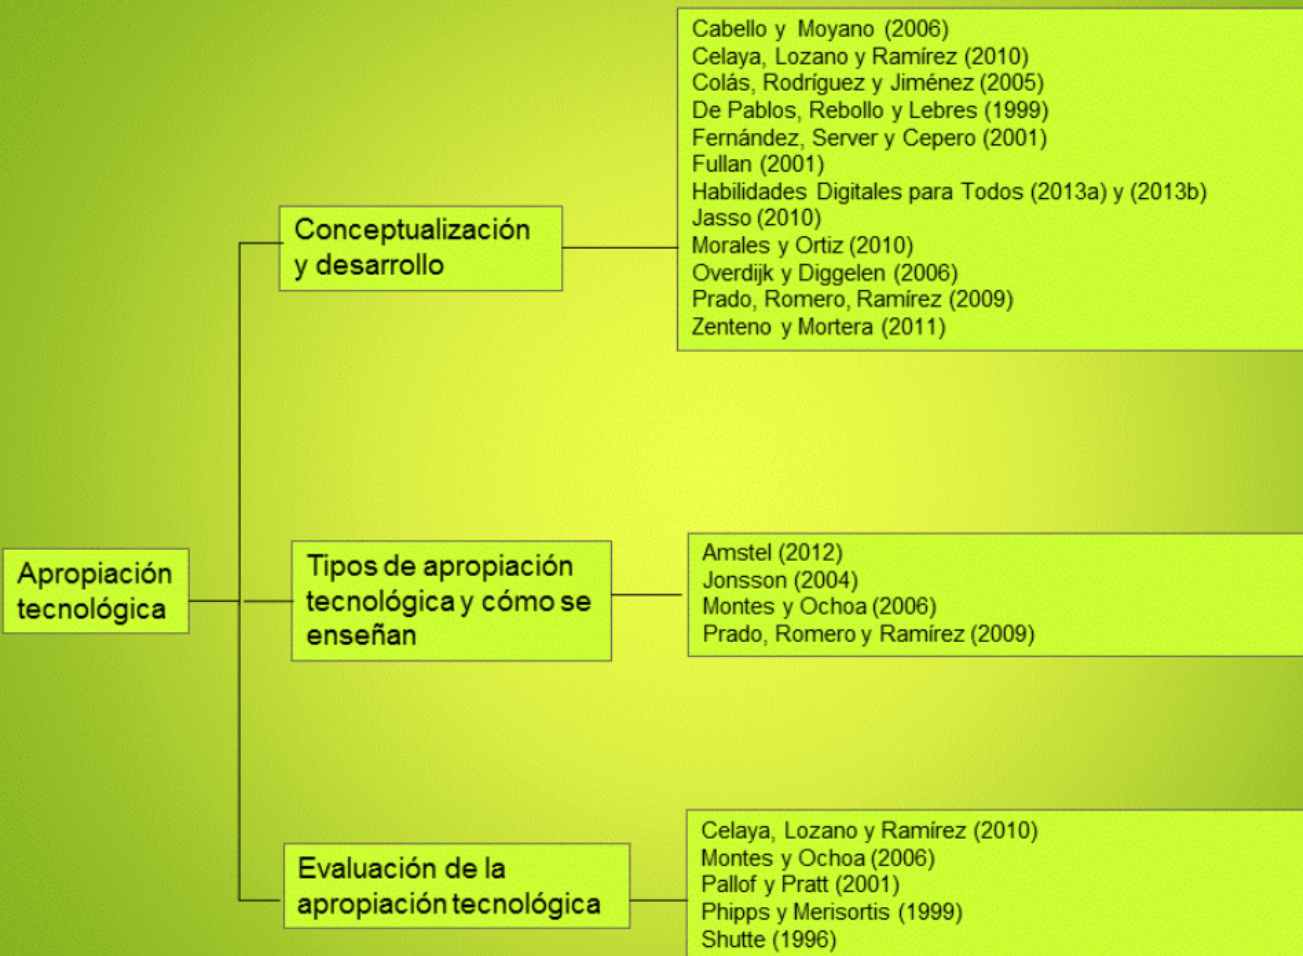 Apropiación
tecnológica
Conceptualización
y desarrollo
Cabello y Moyano (2006)
Celaya, Lozano y Ramírez (2010)
Colás, Rodríguez y Jiménez (2005)
De Pablos, Rebollo y Lebres (1999)
Fernández, Server y Cepero (2001)
Fullan (2001)
Habilidades Digitales para Todos (2013a) y (2013b)
Jasso (2010)
Morales y Ortiz (2010)
Overdijk y Diggelen (2006)
Prado, Romero, Ramírez (2009)
Zenteno y Mortera (2011)
Tipos de apropiación
tecnológica y cómo se
enseñan
Amstel (2012)
Jonsson (2004)
Montes y Ochoa (2006)
Prado, Romero y Ramírez (2009)
Evaluación de la
apropiación tecnológica
Celaya, Lozano y Ramírez (2010)
Montes y Ochoa (2006)
Pallof y Pratt (2001)
Phipps y Merisortis (1999)
Shutte (1996)